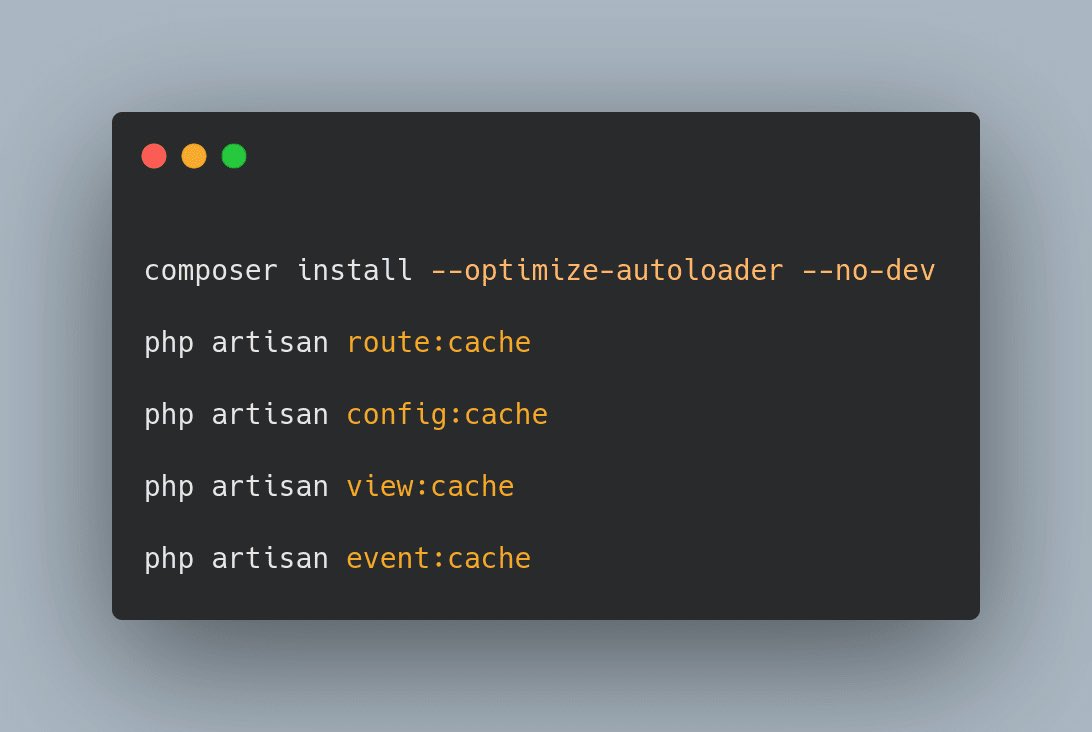 composer install --optimize-autoloader --no-dev
php artisan route:cache
php artisan config:cache
php artisan view:cache
php artisan event:cache